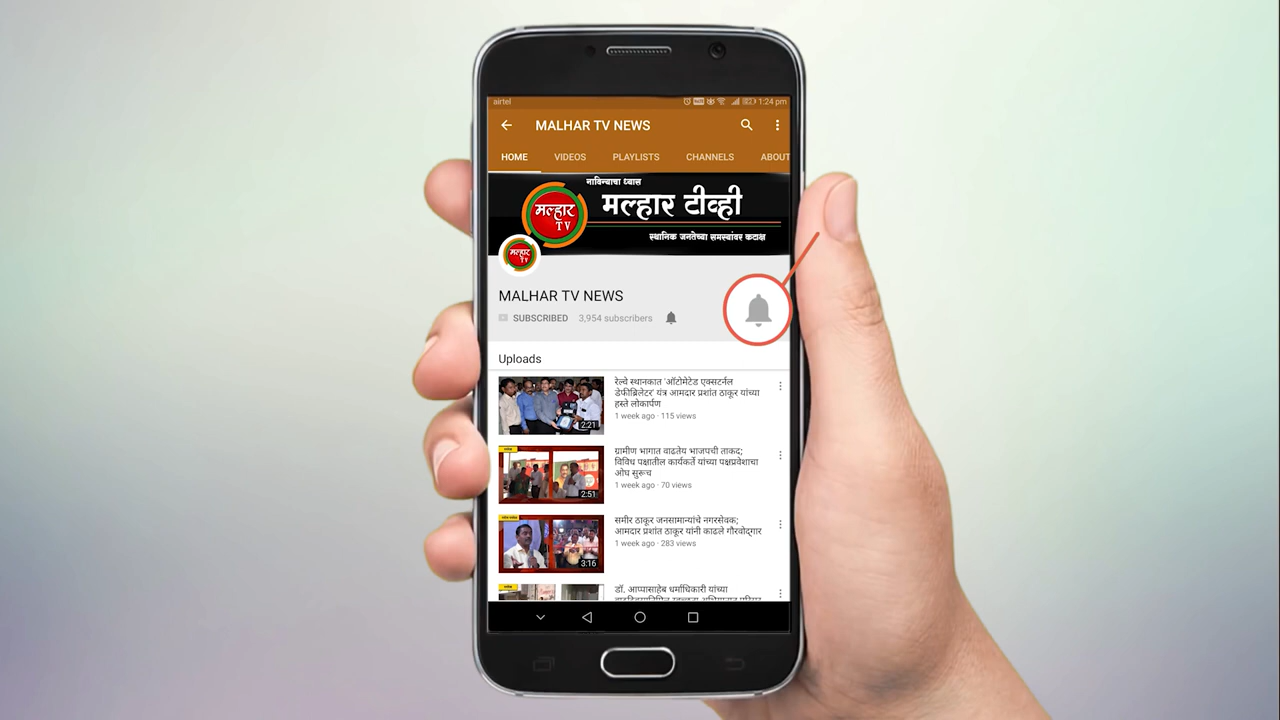 airtel 1:24 pm
MALHAR TV NEWS
HOME VIDEOS PLAYLISTS CHANNELS ABOUT
नाविन्याचा ध्यास
मल्हार टीव्ही
मल्हार
TV
स्थानिक जनतेच्या समस्यांवर कटाक्ष
मल्हार
TV
MALHAR TV NEWS
SUBSCRIBED 3,954 subscribers
Uploads
रेल्वे स्थानकात 'ऑटोमेटेड एक्सटर्नल
डेफीब्रिलेटर' यंत्र आमदार प्रशांत ठाकूर यांच्या
हस्ते लोकार्पण
1 week ago · 115 views
2:21
ग्रामीण भागात वाढतेय भाजपची ताकद;
विविध पक्षातील कार्यकर्ते यांच्या पक्षप्रवेशाचा
ओघ सुरूच
1 week ago · 70 views
2:51
समीर ठाकूर जनसामान्यांचे नगरसेवक;
आमदार प्रशांत ठाकूर यांनी काढले गौरवोद्गार
1 week ago · 283 views
3:16
डॉ. आप्पासाहेब धर्माधिकारी यांच्या